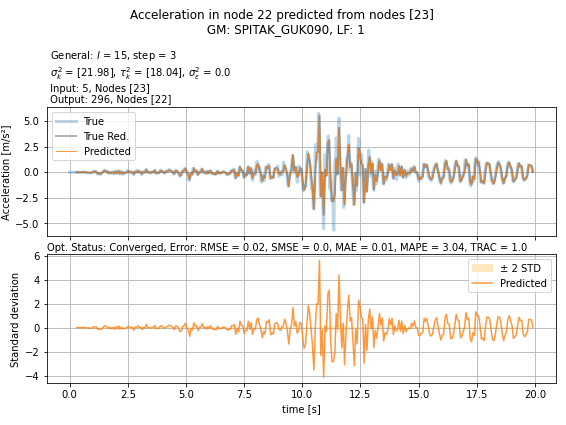 Acceleration in node 22 predicted from nodes [23]
GM: SPITAK_GUK090, LF: 1
General: l = 15, step = 3
σ²ₖ = [21.98], τ²ₖ = [18.04], σ²ε = 0.0
Input: 5, Nodes [23]
Output: 296, Nodes [22]
Acceleration [m/s²]
5.0
2.5
0.0
−2.5
−5.0
True
True Red.
Predicted
Opt. Status: Converged, Error: RMSE = 0.02, SMSE = 0.0, MAE = 0.01, MAPE = 3.04, TRAC = 1.0
Standard deviation
6
4
2
0
−2
−4
± 2 STD
Predicted
0.0 2.5 5.0 7.5 10.0 12.5 15.0 17.5 20.0
time [s]